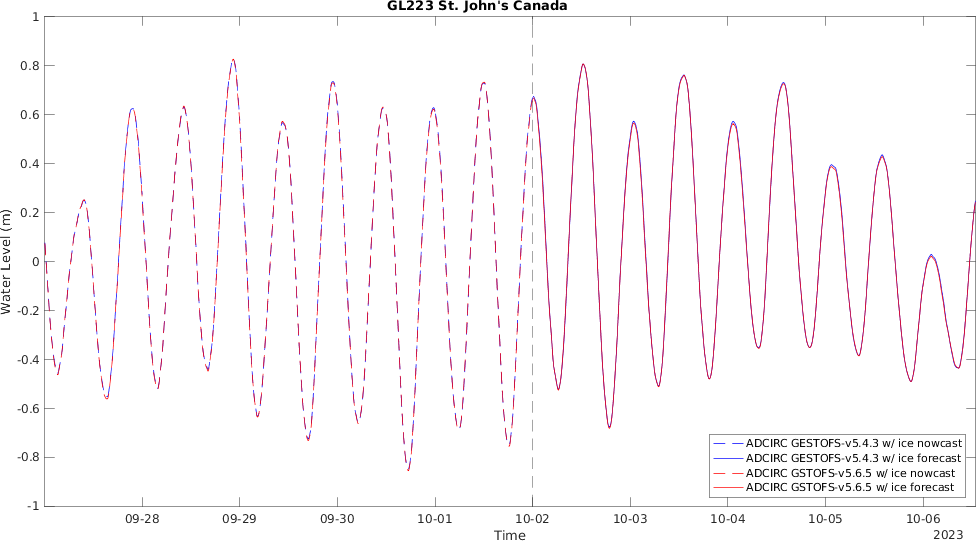 GL223 St. John's Canada
Water Level (m)
1
0.8
0.6
0.4
0.2
0
-0.2
-0.4
-0.6
-0.8
-1
ADCIRC GESTOFS-v5.4.3 w/ ice nowcast
ADCIRC GESTOFS-v5.4.3 w/ ice forecast
ADCIRC GSTOFS-v5.6.5 w/ ice nowcast
ADCIRC GSTOFS-v5.6.5 w/ ice forecast
09-28 09-29 09-30 10-01 10-02 10-03 10-04 10-05 10-06
Time
2023